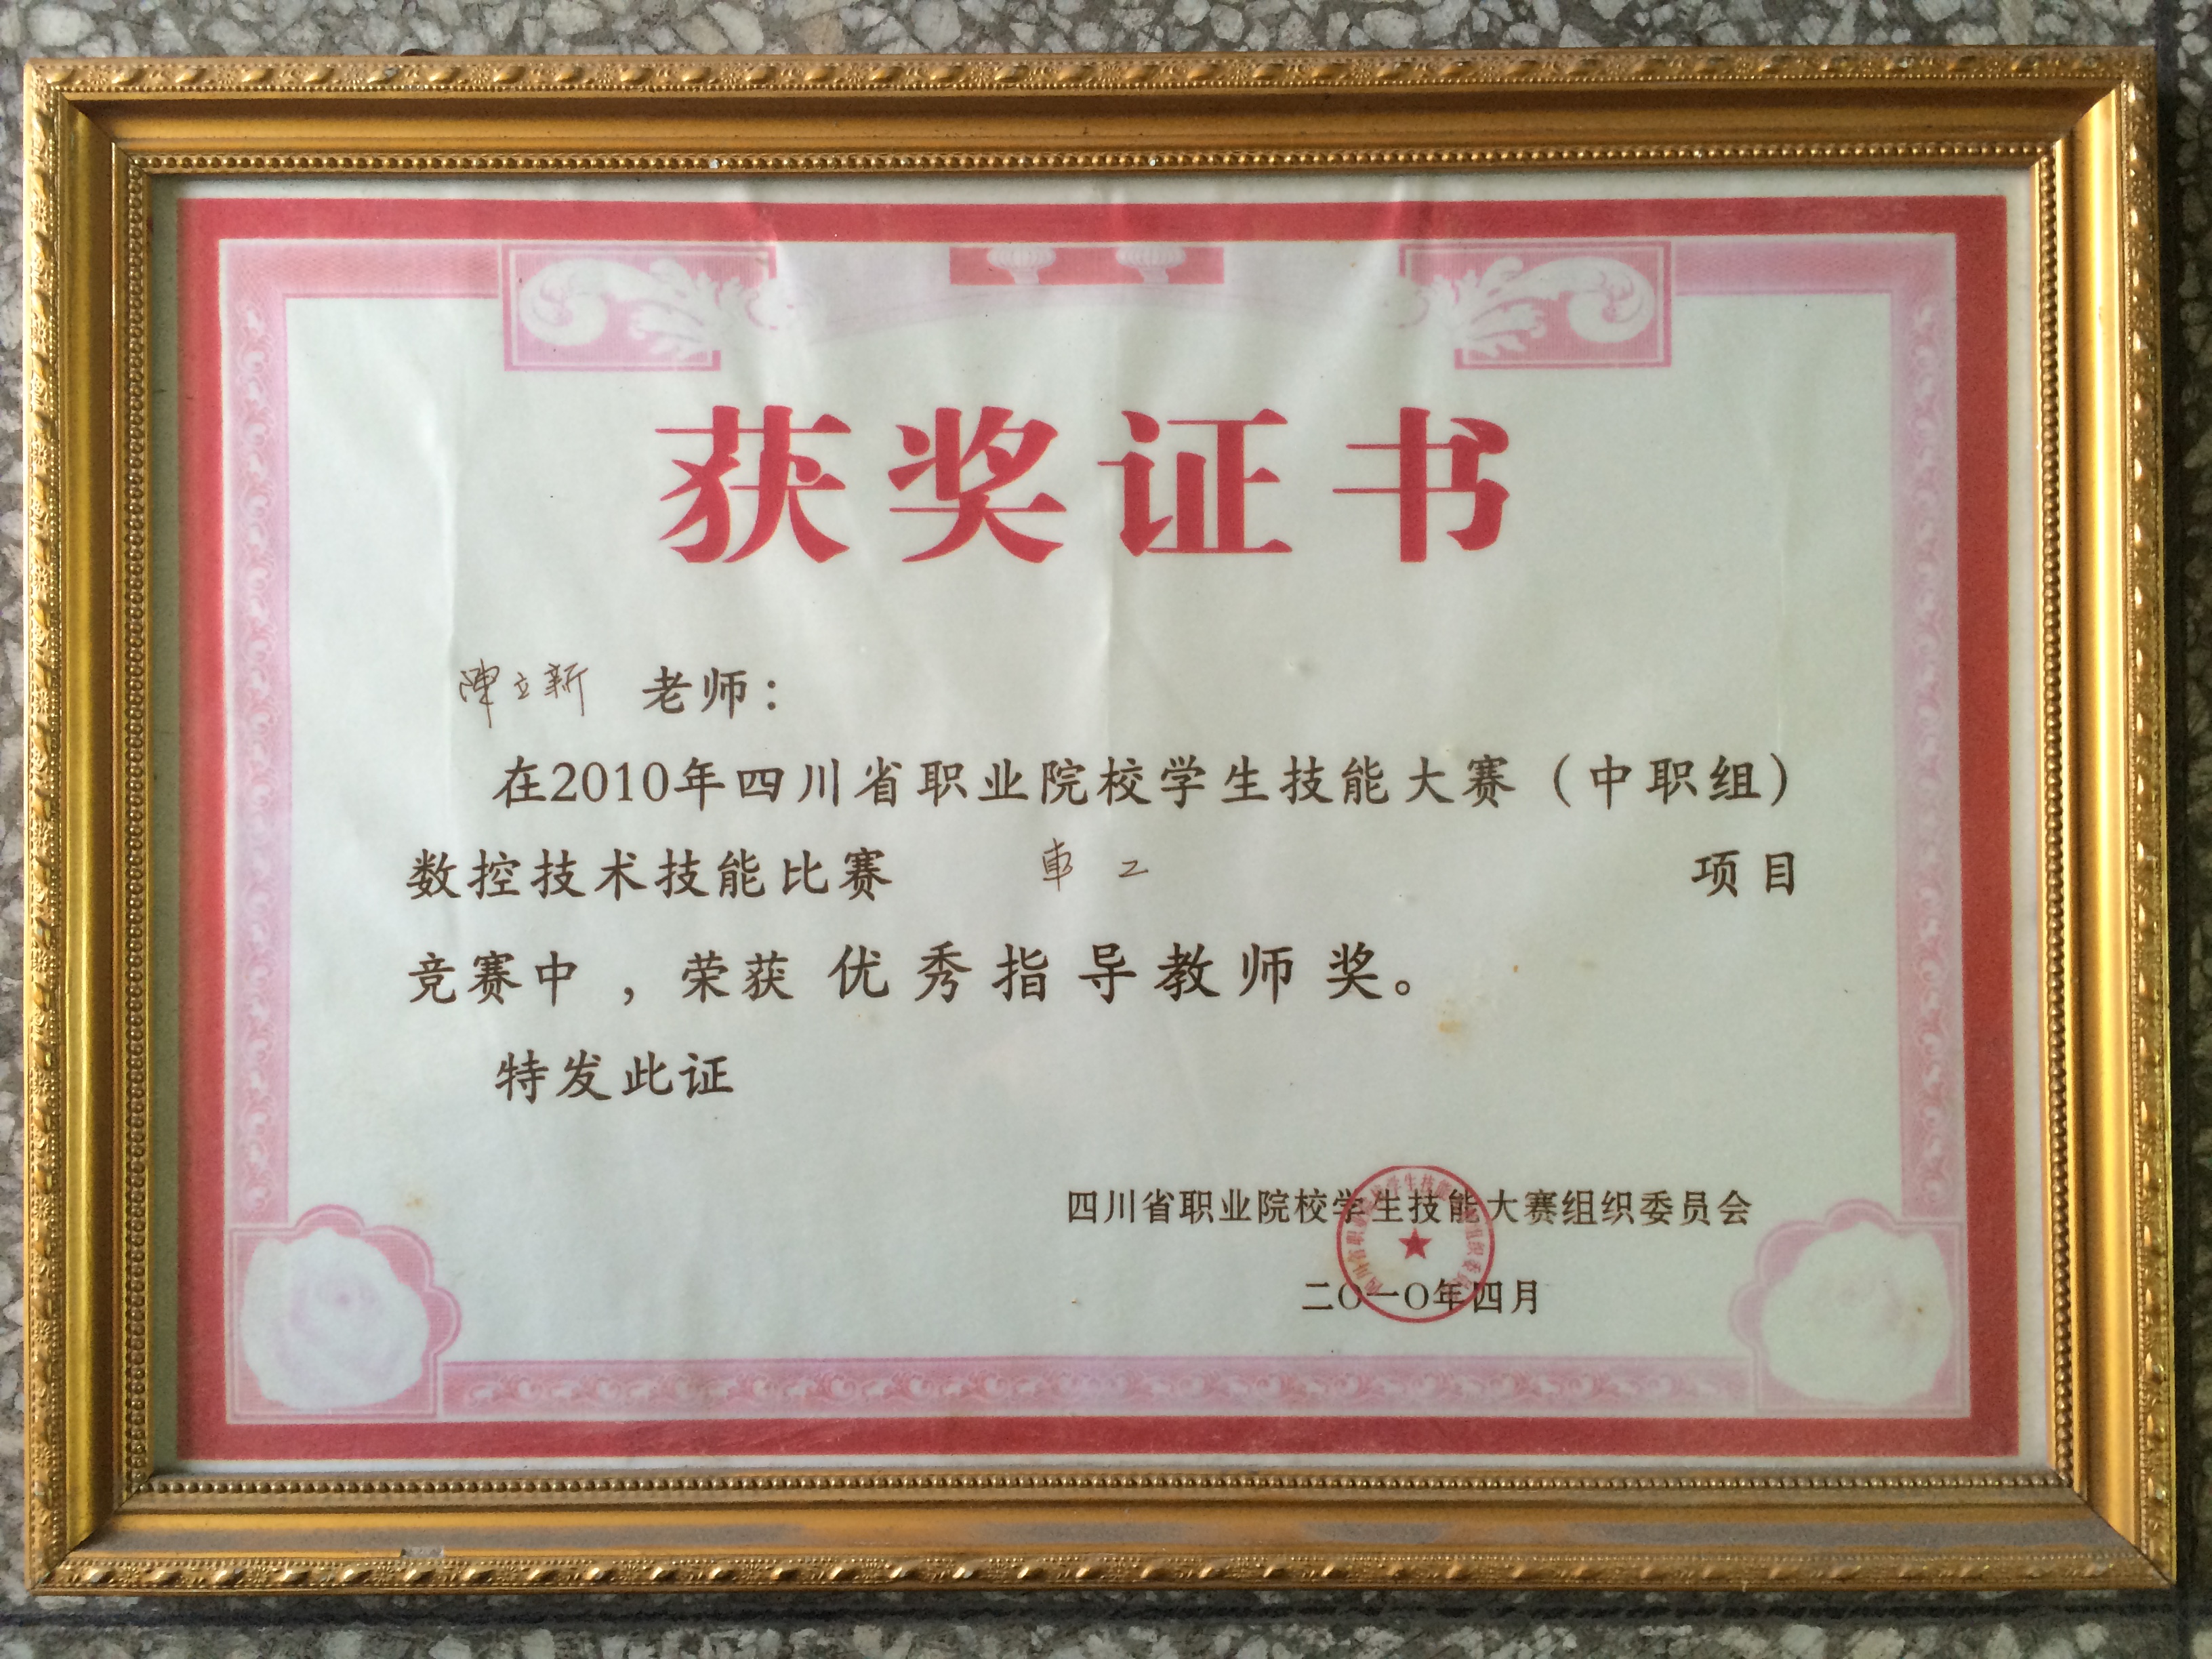 获奖证书
陳立新 老师：
在2010年四川省职业院校学生技能大赛（中职组）
数控技术技能比赛 車工 项目
竞赛中，荣获 优秀指导教师奖。
特发此证
四川省职业院校学生技能大赛组织委员会
二〇一〇年四月